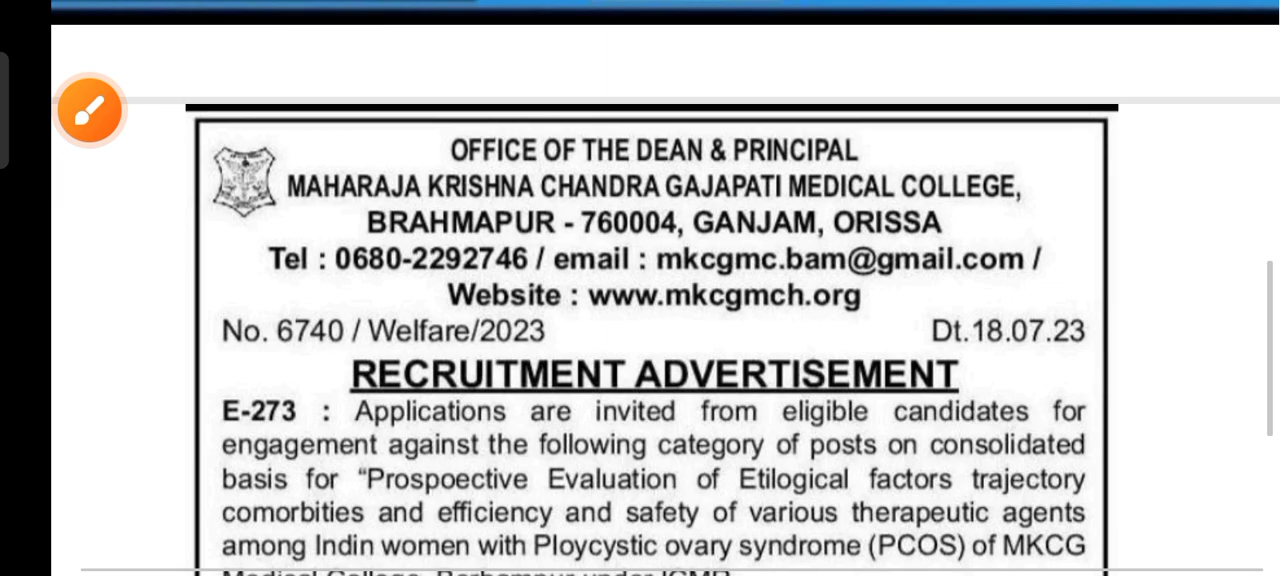 OFFICE OF THE DEAN & PRINCIPAL
MAHARAJA KRISHNA CHANDRA GAJAPATI MEDICAL COLLEGE,
BRAHMAPUR - 760004, GANJAM, ORISSA
Tel : 0680-2292746 / email : mkcgmc.bam@gmail.com /
Website : www.mkcgmch.org
No. 6740 / Welfare/2023 Dt.18.07.23
RECRUITMENT ADVERTISEMENT
E-273 : Applications are invited from eligible candidates for
engagement against the following category of posts on consolidated
basis for “Prospoective Evaluation of Etilogical factors trajectory
comorbities and efficiency and safety of various therapeutic agents
among Indin women with Ploycystic ovary syndrome (PCOS) of MKCG